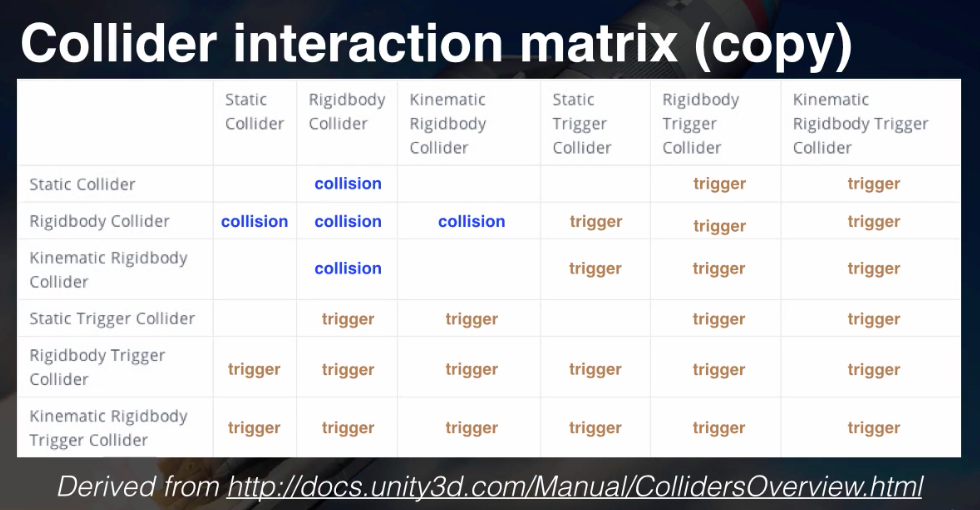 Collider interaction matrix (copy)
Static Collider
Rigidbody Collider
Kinematic Rigidbody Collider
Static Trigger Collider
Rigidbody Trigger Collider
Kinematic Rigidbody Trigger Collider
Static Collider collision trigger trigger
Rigidbody Collider collision collision collision trigger trigger trigger
Kinematic Rigidbody Collider collision trigger trigger trigger
Static Trigger Collider trigger trigger trigger trigger
Rigidbody Trigger Collider trigger trigger trigger trigger trigger trigger
Kinematic Rigidbody Trigger Collider trigger trigger trigger trigger trigger trigger
Derived from http://docs.unity3d.com/Manual/CollidersOverview.html